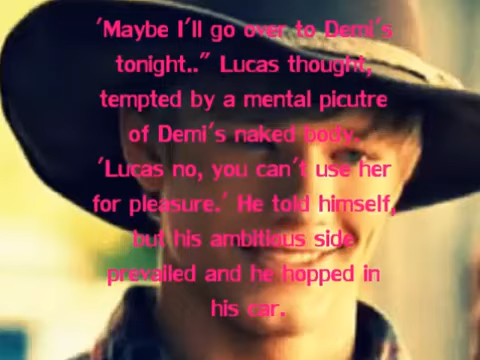 'Maybe I'll go over to Demi's
tonight.." Lucas thought,
tempted by a mental picutre
of Demi's naked body.
'Lucas no, you can't use her
for pleasure.' He told himself,
but his ambitious side
prevailed and he hopped in
his car.